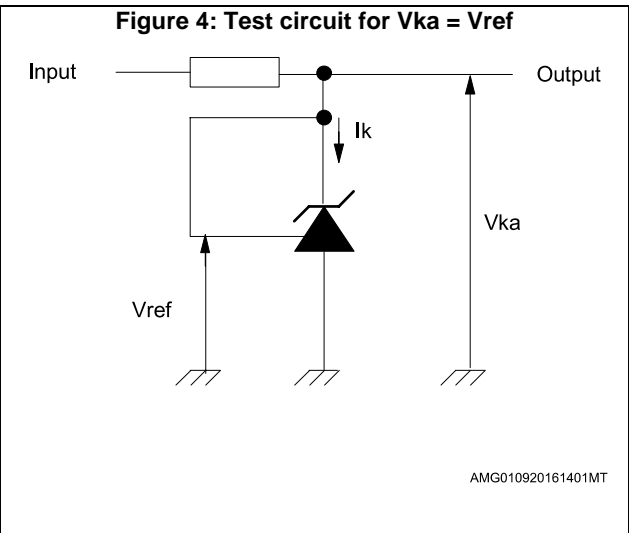 Figure 4: Test circuit for Vka = Vref
Input
Output
Ik
Vka
Vref
AMG010920161401MT